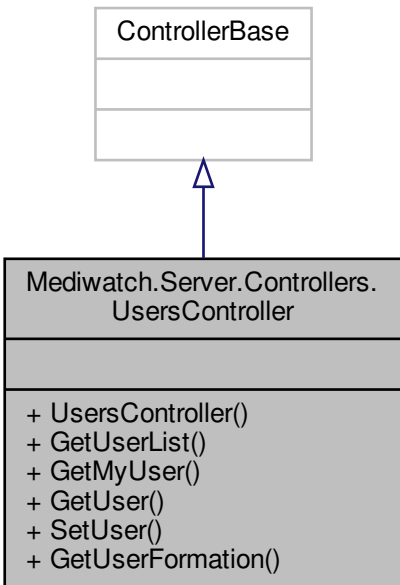 ControllerBase
Mediwatch.Server.Controllers.
UsersController
+ UsersController()
+ GetUserList()
+ GetMyUser()
+ GetUser()
+ SetUser()
+ GetUserFormation()